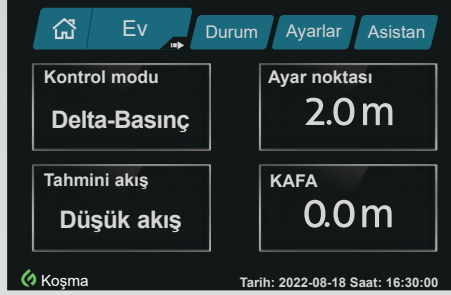 Ev
Durum
Ayarlar
Asistan
Kontrol modu
Delta-Basınç
Ayar noktası
2.0 m
Tahmini akış
Düşük akış
KAFA
0.0 m
Koşma
Tarih: 2022-08-18 Saat: 16:30:00